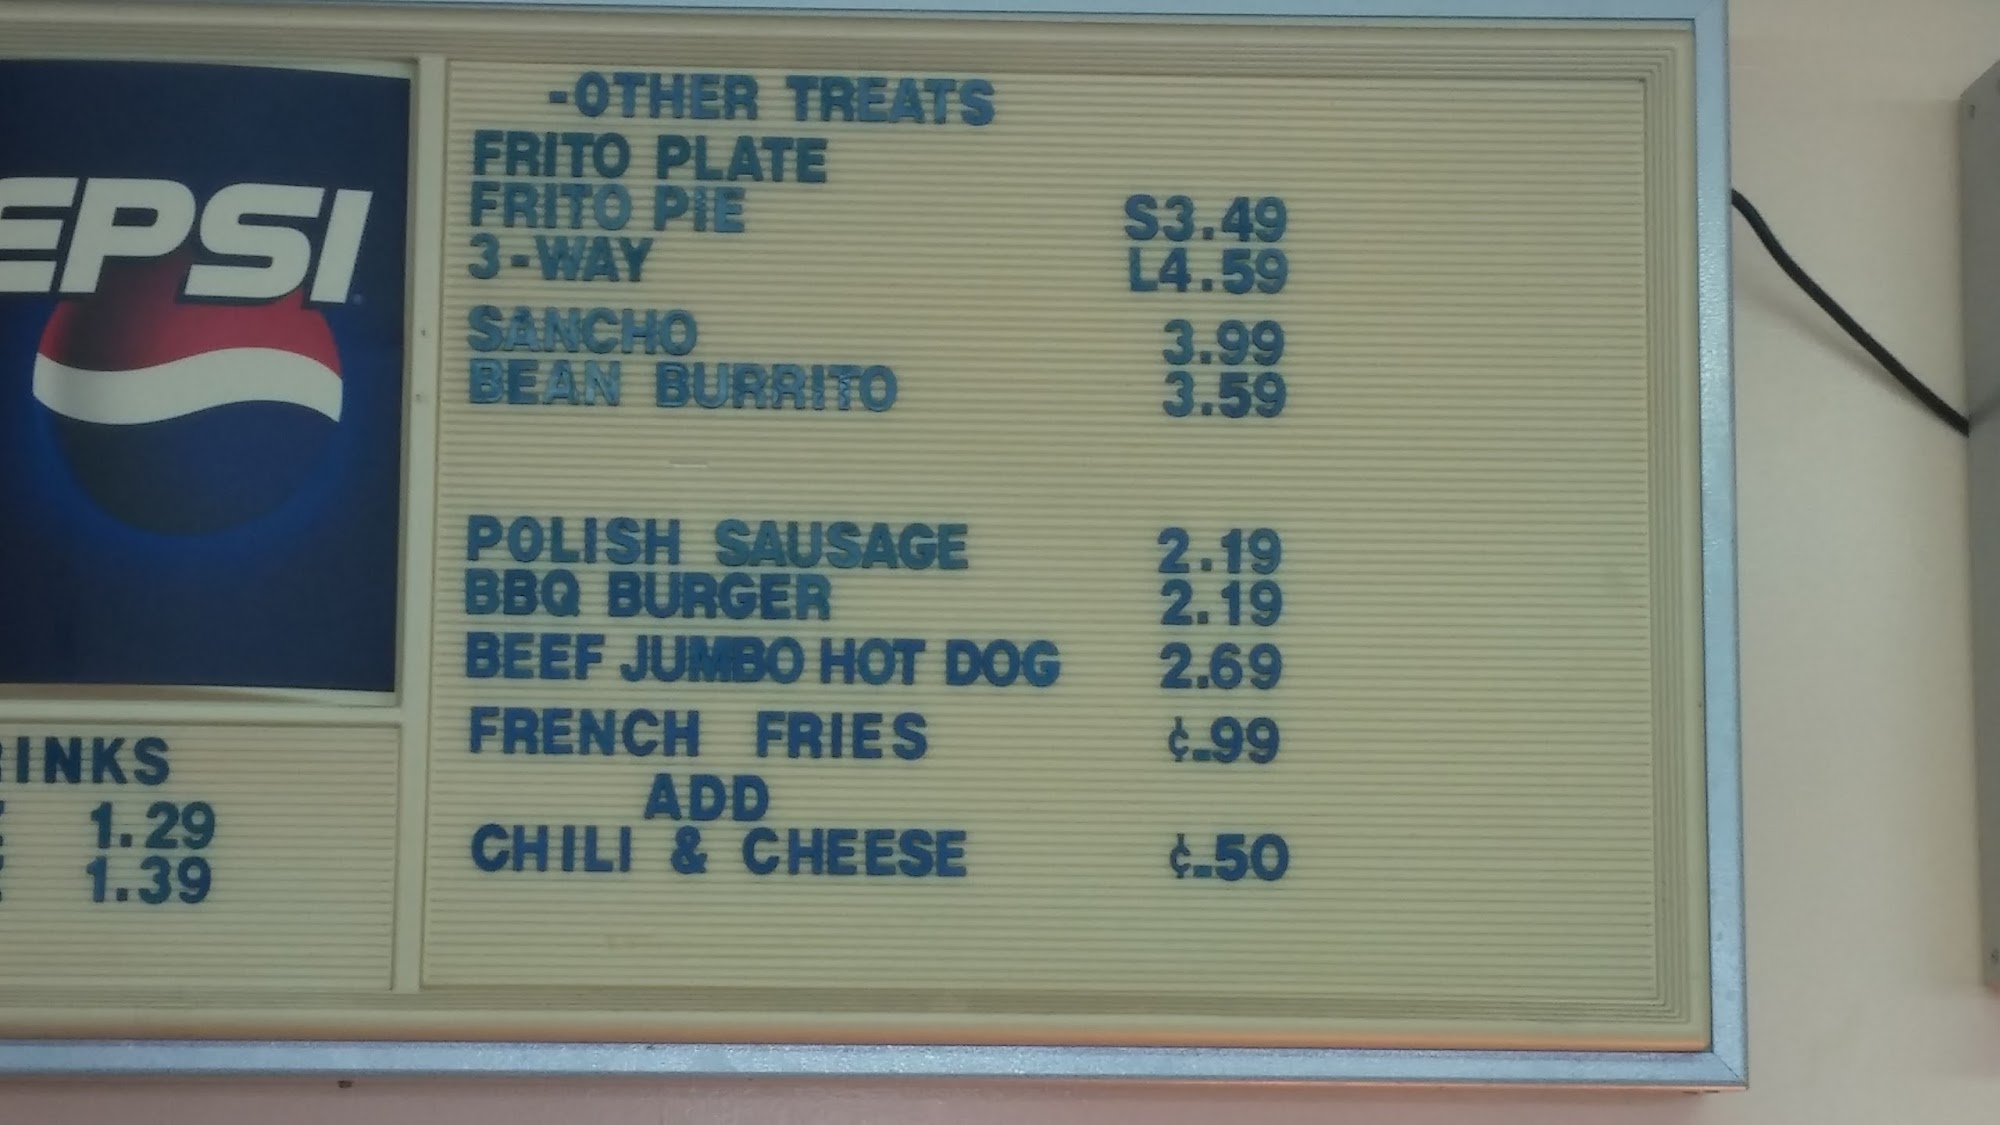 EPSI
-OTHER TREATS
FRITO PLATE
FRITO PIE S3.49
3-WAY L4.59
SANCHO 3.99
BEAN BURRITO 3.59
POLISH SAUSAGE 2.19
BBQ BURGER 2.19
BEEF JUMBO HOT DOG 2.69
FRENCH FRIES ¢.99
ADD
CHILI & CHEESE ¢.50
RINKS
1.29
1.39